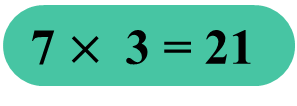 7 × 3 = 21